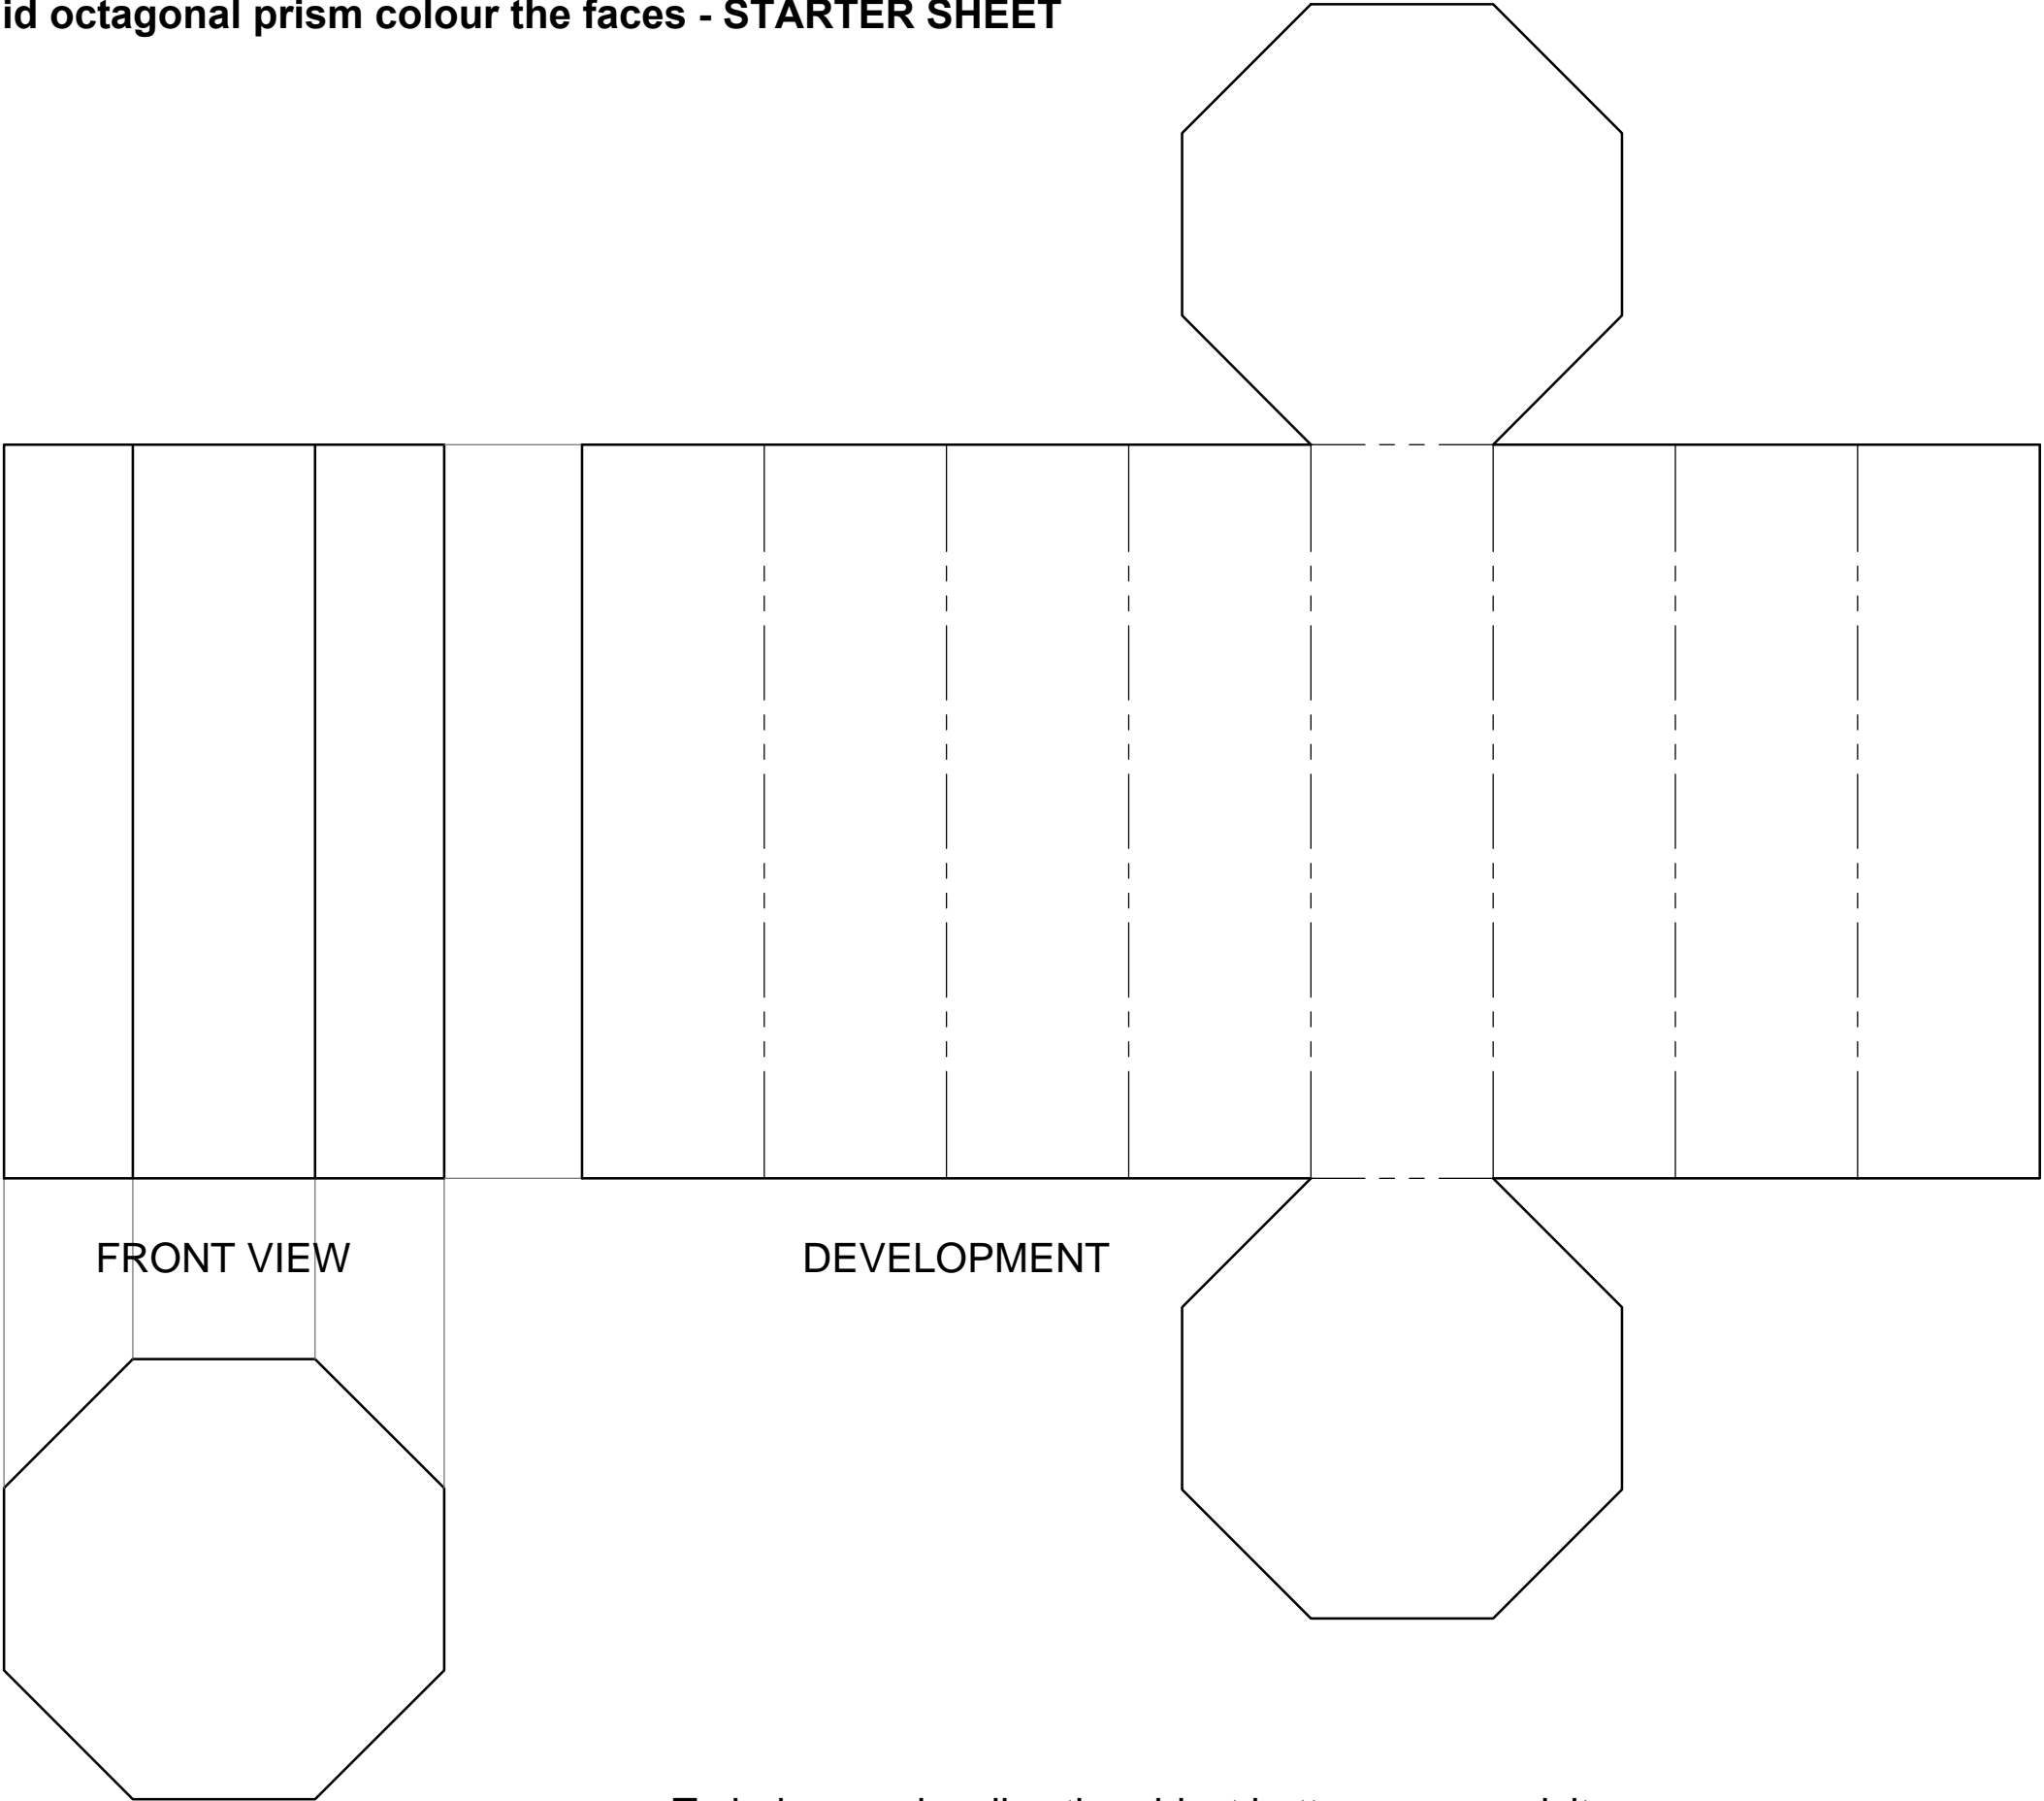 id octagonal prism colour the faces - STARTER SHEET
FRONT VIEW
DEVELOPMENT